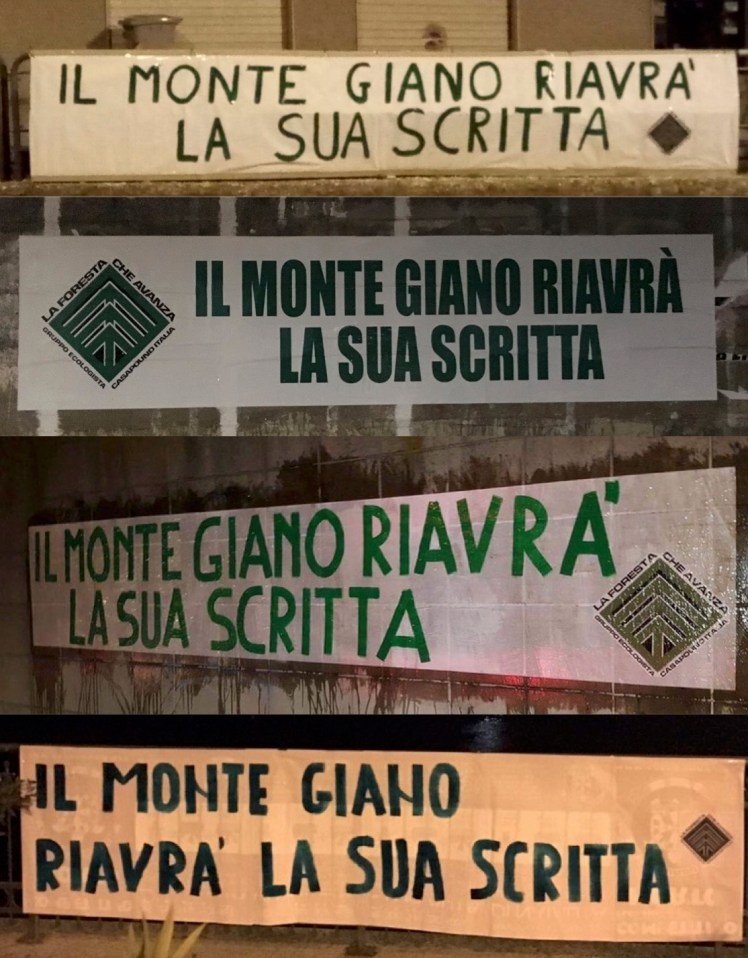 IL MONTE GIANO RIAVRA'
LA SUA SCRITTA
LA FORESTA CHE AVANZA
GRUPPO ECOLOGISTA CASAPOUND ITALIA
IL MONTE GIANO RIAVRÀ
LA SUA SCRITTA
IL MONTE GIANO RIAVRA'
LA SUA SCRITTA
LA FORESTA CHE AVANZA
GRUPPO ECOLOGISTA CASAPOUND ITALIA
IL MONTE GIANO
RIAVRA' LA SUA SCRITTA